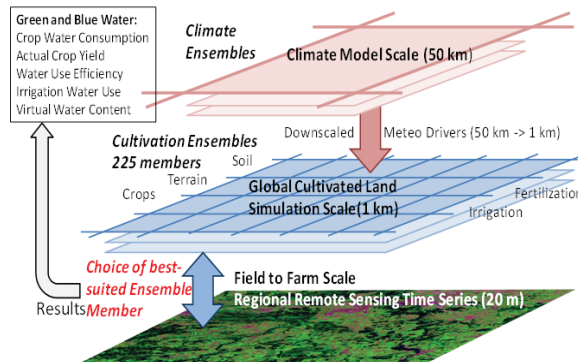 Green and Blue Water:
Crop Water Consumption
Actual Crop Yield
Water Use Efficiency
Irrigation Water Use
Virtual Water Content
Climate
Ensembles
Climate Model Scale (50 km)
Downscaled
Meteo Drivers (50 km -> 1 km)
Cultivation Ensembles
225 members
Soil
Terrain
Crops
Global Cultivated Land
Simulation Scale(1 km)
Fertilization
Irrigation
Choice of best-
suited Ensemble
Member
Results
Field to Farm Scale
Regional Remote Sensing Time Series (20 m)